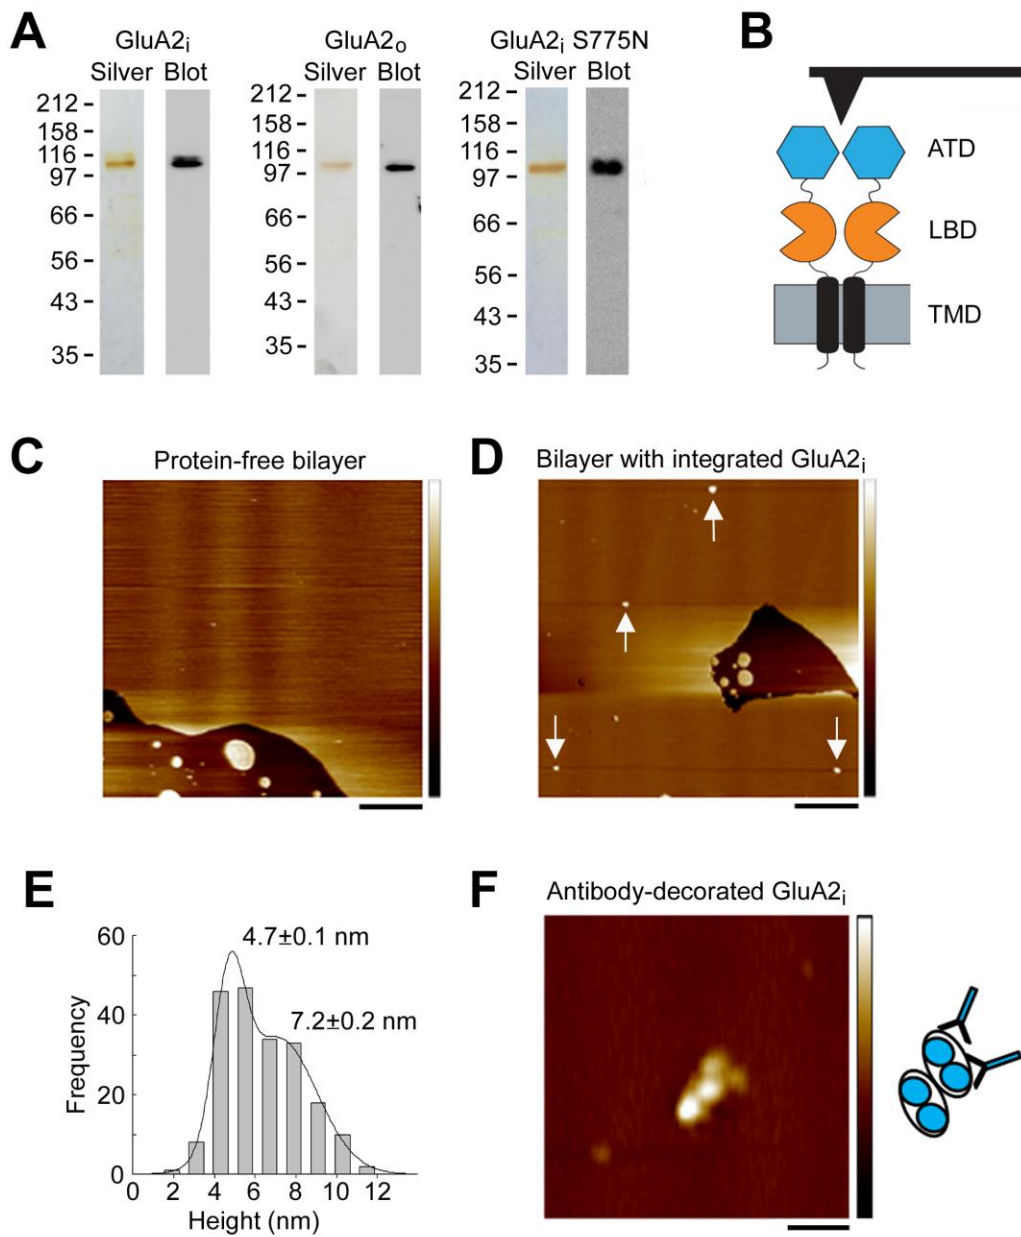 A
GluA2i
Silver Blot
212
158
116
97
66
56
43
35
GluA2o
Silver Blot
212
158
116
97
66
56
43
35
GluA2i S775N
Silver Blot
212
158
116
97
66
56
43
35
B
ATD
LBD
TMD
C
Protein-free bilayer
D
Bilayer with integrated GluA2i
E
60
40
20
0
Frequency
4.7±0.1 nm
7.2±0.2 nm
0 2 4 6 8 10 12
Height (nm)
F
Antibody-decorated GluA2i